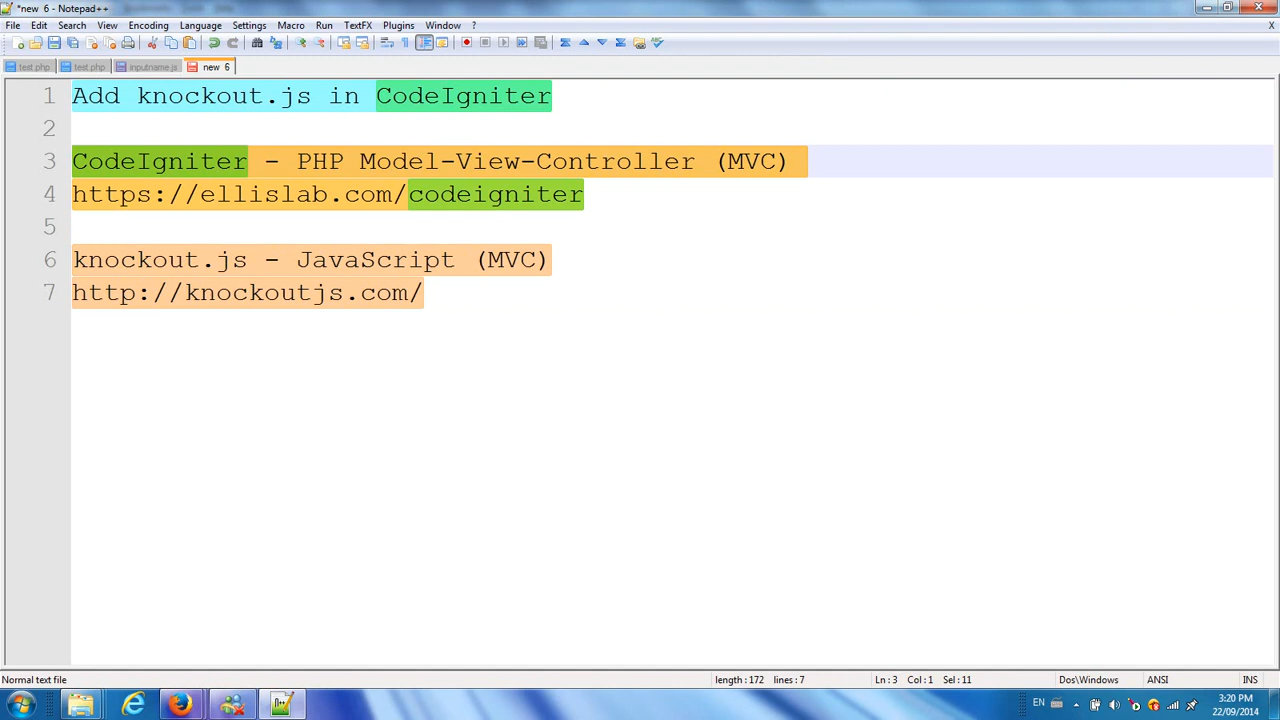 *new  6 - Notepad++
File Edit Search View Encoding Language Settings Macro Run TextFX Plugins Window ? X
test.php test.php inputname.js new  6
1 Add knockout.js in CodeIgniter
2
3 CodeIgniter - PHP Model-View-Controller (MVC)
4 https://ellislab.com/codeigniter
5
6 knockout.js - JavaScript (MVC)
7 http://knockoutjs.com/
Normal text file length:172 lines:7 Ln:3 Col:1 Sel:11 Dos\Windows ANSI INS
EN 3:20 PM
22/09/2014